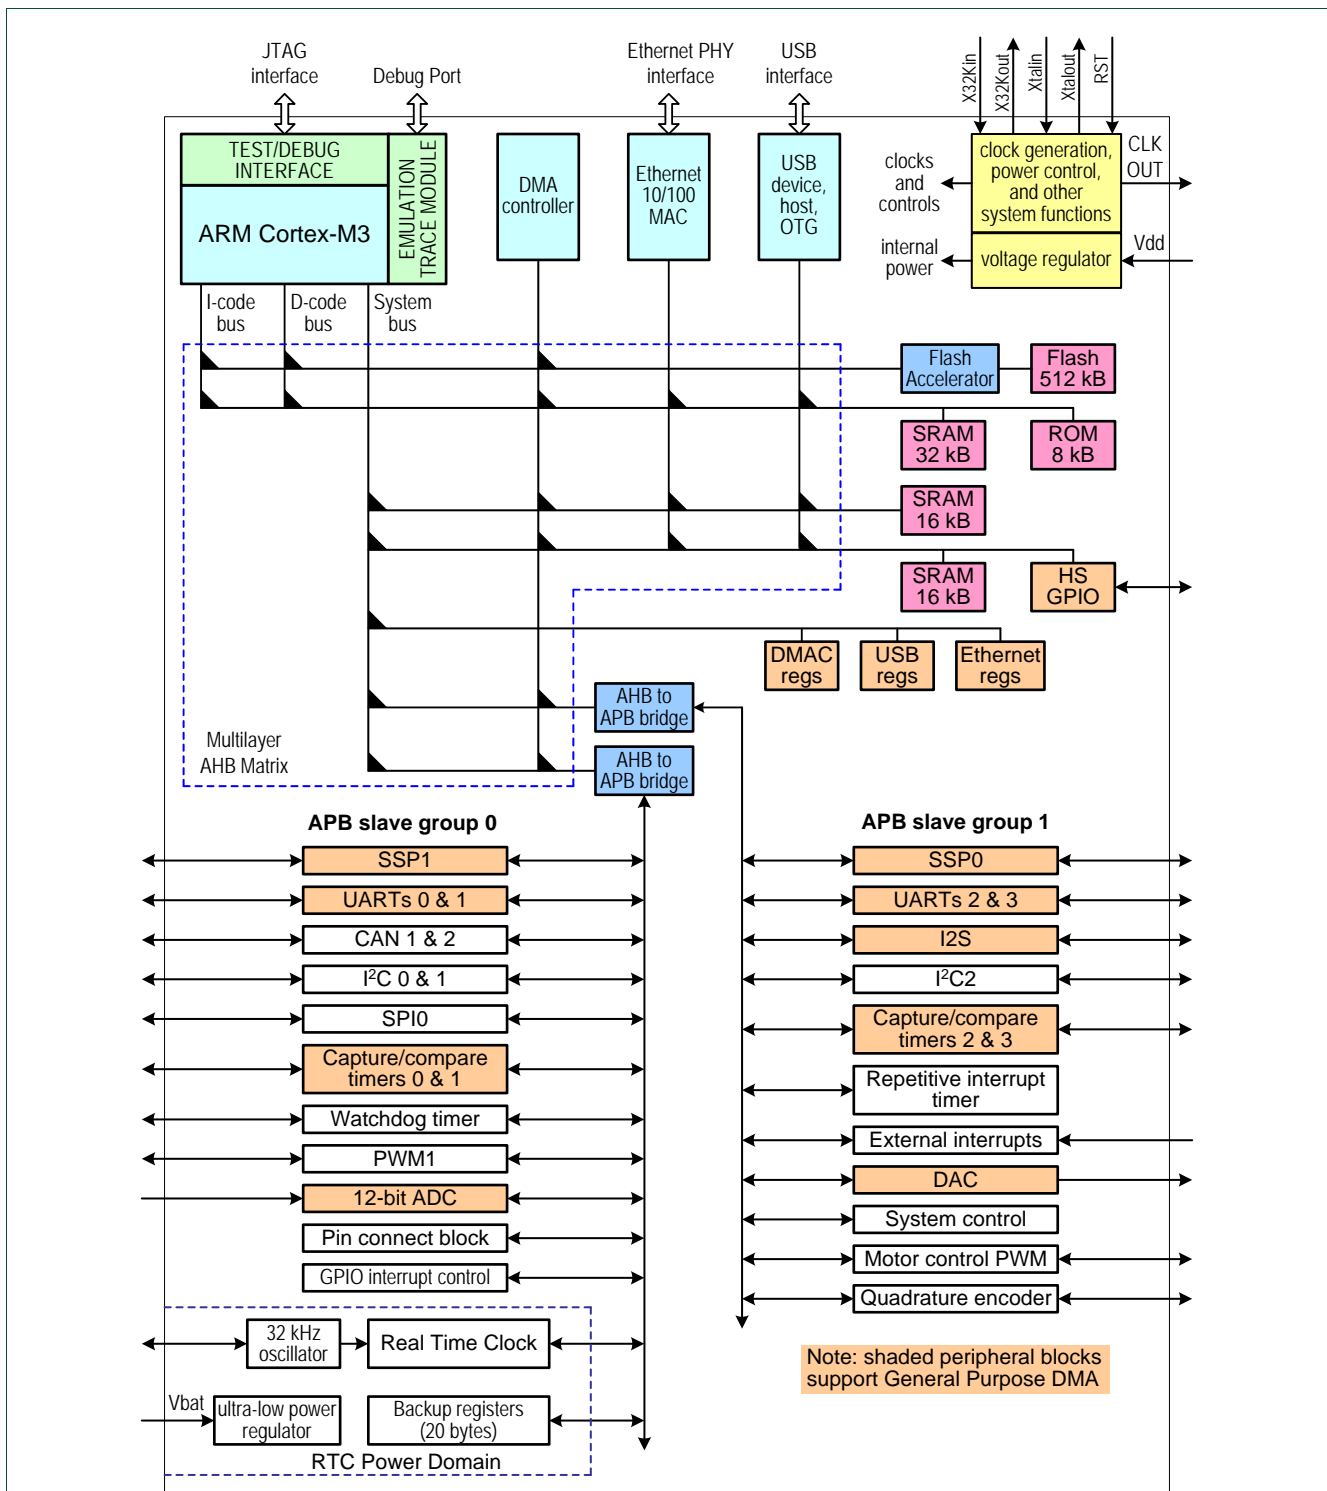 JTAG
interface
Debug Port
Ethernet PHY
interface
USB
interface
X32Kin
X32Kout
Xtalin
Xtalout
RST
TEST/DEBUG
INTERFACE
ARM Cortex-M3
EMULATION
TRACE MODULE
DMA
controller
Ethernet
10/100
MAC
USB
device,
host,
OTG
clocks
and
controls
clock generation,
power control,
and other
system functions
CLK
OUT
internal
power
voltage regulator
Vdd
I-code
bus
D-code
bus
System
bus
Flash
Accelerator
Flash
512 kB
SRAM
32 kB
ROM
8 kB
SRAM
16 kB
SRAM
16 kB
HS
GPIO
DMAC
regs
USB
regs
Ethernet
regs
AHB to
APB bridge
Multilayer
AHB Matrix
AHB to
APB bridge
APB slave group 0
SSP1
UARTs 0 & 1
CAN 1 & 2
I²C 0 & 1
SPI0
Capture/compare
timers 0 & 1
Watchdog timer
PWM1
12-bit ADC
Pin connect block
GPIO interrupt control
32 kHz
oscillator
Real Time Clock
Vbat
ultra-low power
regulator
Backup registers
(20 bytes)
RTC Power Domain
APB slave group 1
SSP0
UARTs 2 & 3
I2S
I²C2
Capture/compare
timers 2 & 3
Repetitive interrupt
timer
External interrupts
DAC
System control
Motor control PWM
Quadrature encoder
Note: shaded peripheral blocks
support General Purpose DMA